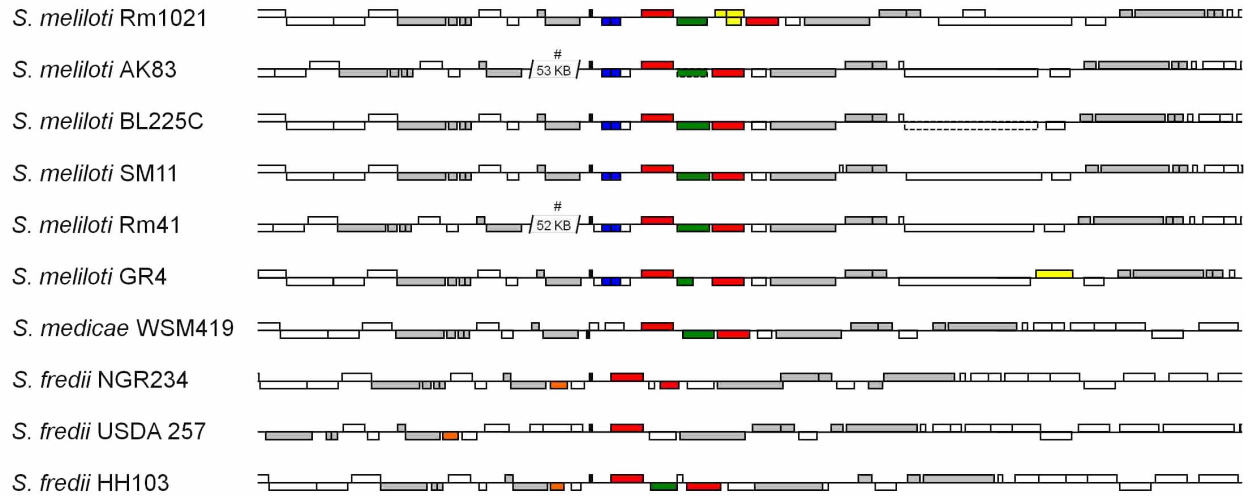 S. meliloti Rm1021
#
S. meliloti AK83
53 KB
S. meliloti BL225C
S. meliloti SM11
#
S. meliloti Rm41
52 KB
S. meliloti GR4
S. medicae WSM419
S. fredii NGR234
S. fredii USDA 257
S. fredii HH103